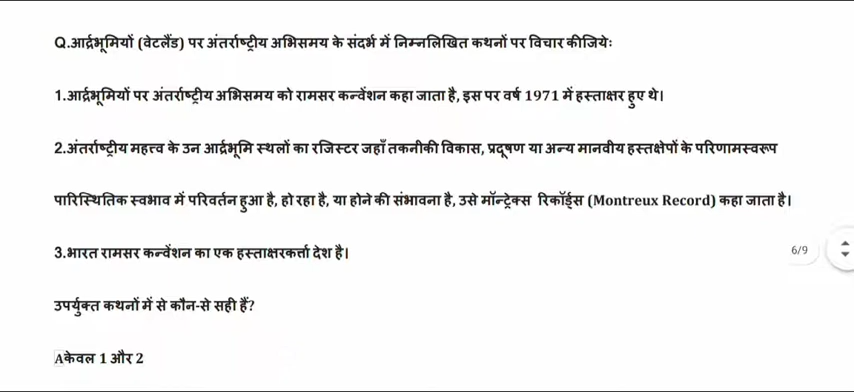 Q.आर्द्रभूमियों (वेटलैंड) पर अंतर्राष्ट्रीय अभिसमय के संदर्भ में निम्नलिखित कथनों पर विचार कीजियेः
1.आर्द्रभूमियों पर अंतर्राष्ट्रीय अभिसमय को रामसर कन्वेंशन कहा जाता है, इस पर वर्ष 1971 में हस्ताक्षर हुए थे।
2.अंतर्राष्ट्रीय महत्त्व के उन आर्द्रभूमि स्थलों का रजिस्टर जहाँ तकनीकी विकास, प्रदूषण या अन्य मानवीय हस्तक्षेपों के परिणामस्वरूप
पारिस्थितिक स्वभाव में परिवर्तन हुआ है, हो रहा है, या होने की संभावना है, उसे मॉन्ट्रेक्स रिकॉर्ड्स (Montreux Record) कहा जाता है।
3.भारत रामसर कन्वेंशन का एक हस्ताक्षरकर्त्ता देश है।
6/9
उपर्युक्त कथनों में से कौन-से सही हैं?
Aकेवल 1 और 2